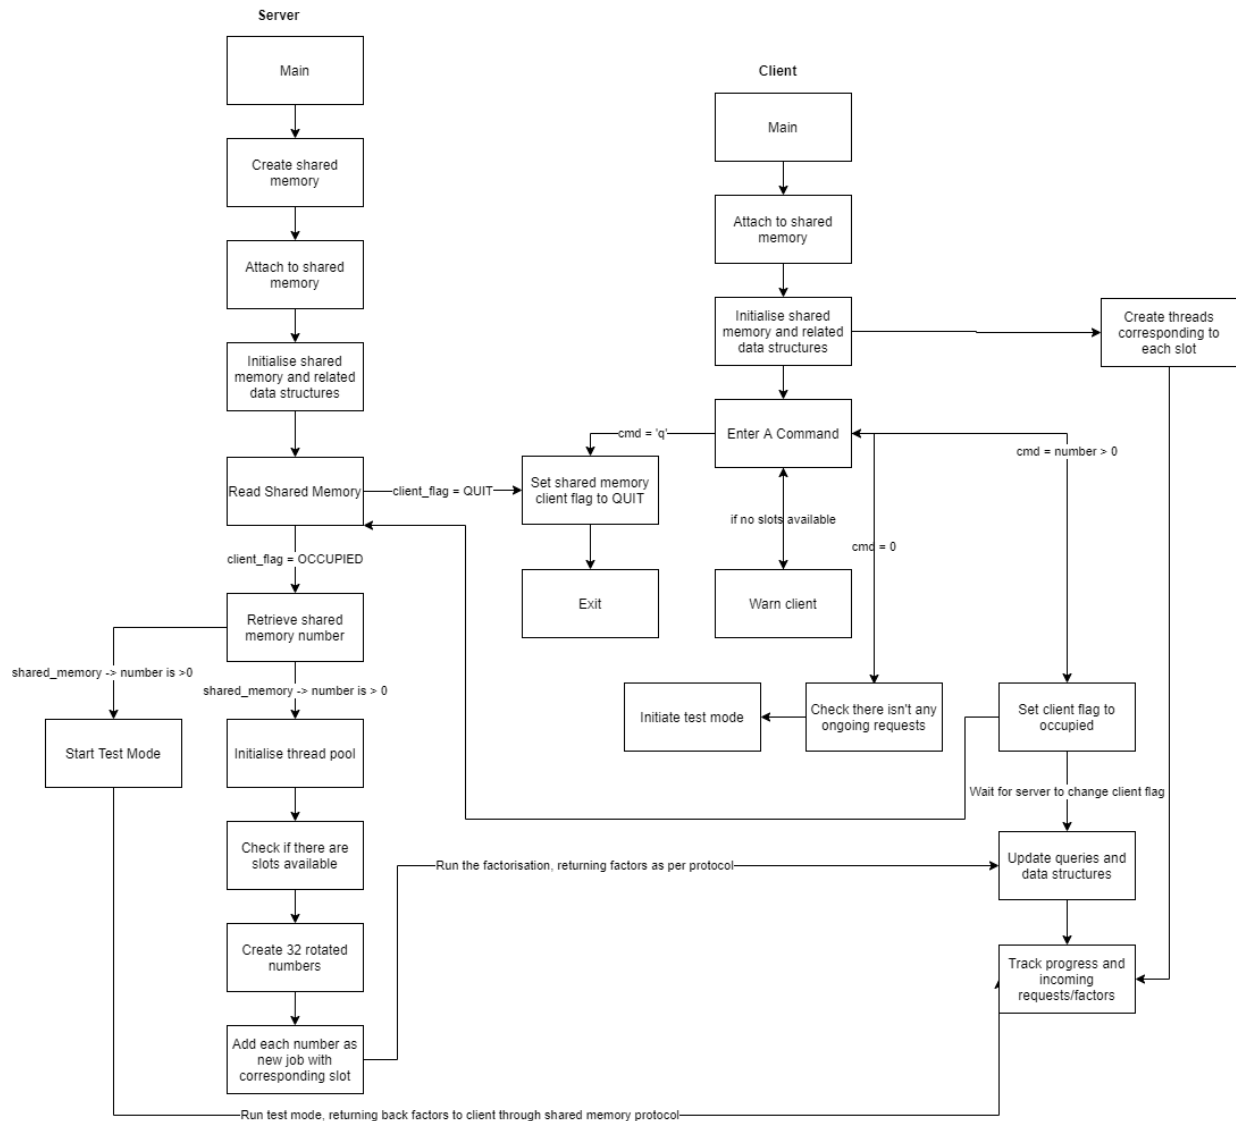 Server
Main
Create shared
memory
Attach to shared
memory
Initialise shared
memory and related
data structures
Read Shared Memory
client_flag = QUIT
client_flag = OCCUPIED
Retrieve shared
memory number
shared_memory -> number is >0
shared_memory -> number is > 0
Start Test Mode
Initialise thread pool
Check if there are
slots available
Create 32 rotated
numbers
Add each number as
new job with
corresponding slot
Run the factorisation, returning factors as per protocol
Run test mode, returning back factors to client through shared memory protocol
Client
Main
Attach to shared
memory
Initialise shared
memory and related
data structures
Create threads
corresponding to
each slot
Enter A Command
cmd = 'q'
Set shared memory
client flag to QUIT
Exit
if no slots available
Warn client
cmd = 0
Check there isn't any
ongoing requests
Initiate test mode
cmd = number > 0
Set client flag to
occupied
Wait for server to change client flag
Update queries and
data structures
Track progress and
incoming
requests/factors